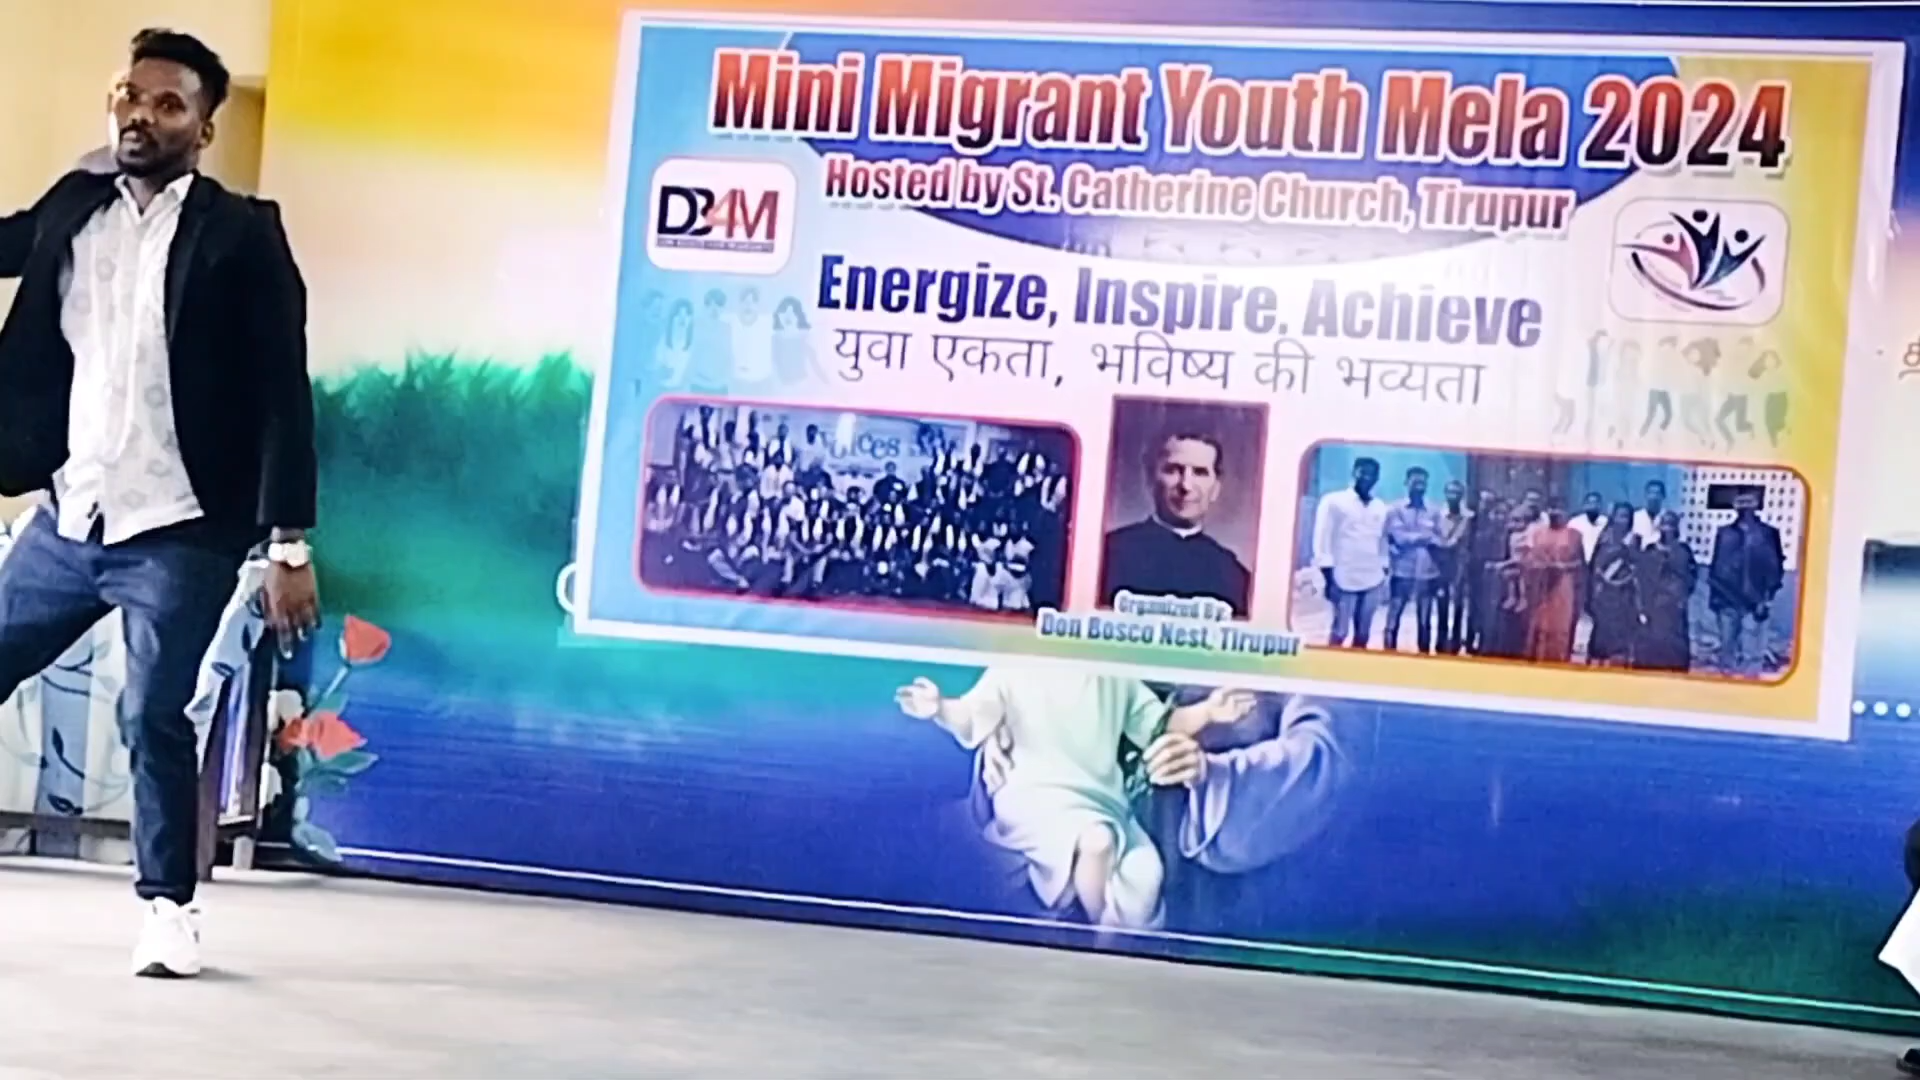 Mini Migrant Youth Mela 2024
Hosted by St. Catherine Church, Tirupur
DB4M
Energize, Inspire. Achieve
युवा एकता, भविष्य की भव्यता
Voices
Organized By:
Don Bosco Nest, Tirupur